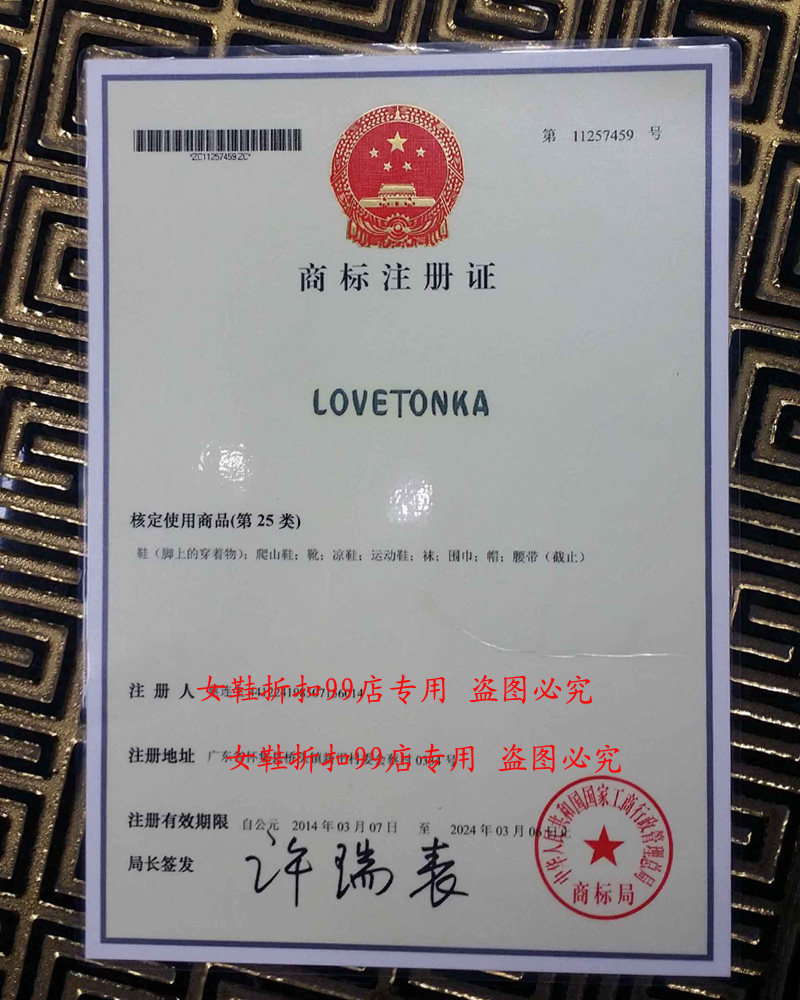 第 11257459 号
*ZC11257459ZC*
商标注册证
LOVETONKA
核定使用商品(第 25 类)
鞋（脚上的穿着物）；爬山鞋；靴；凉鞋；运动鞋；袜；围巾；帽；腰带（截止）
注 册 人
女鞋折扣99店专用 盗图必究
注册地址 广东
女鞋折扣99店专用 盗图必究
注册有效期限 自公元 2014 年 03 月 07 日 至 2024 年 03 月 06 日止
局长签发 许瑞表
中华人民共和国国家工商行政管理总局
商标局